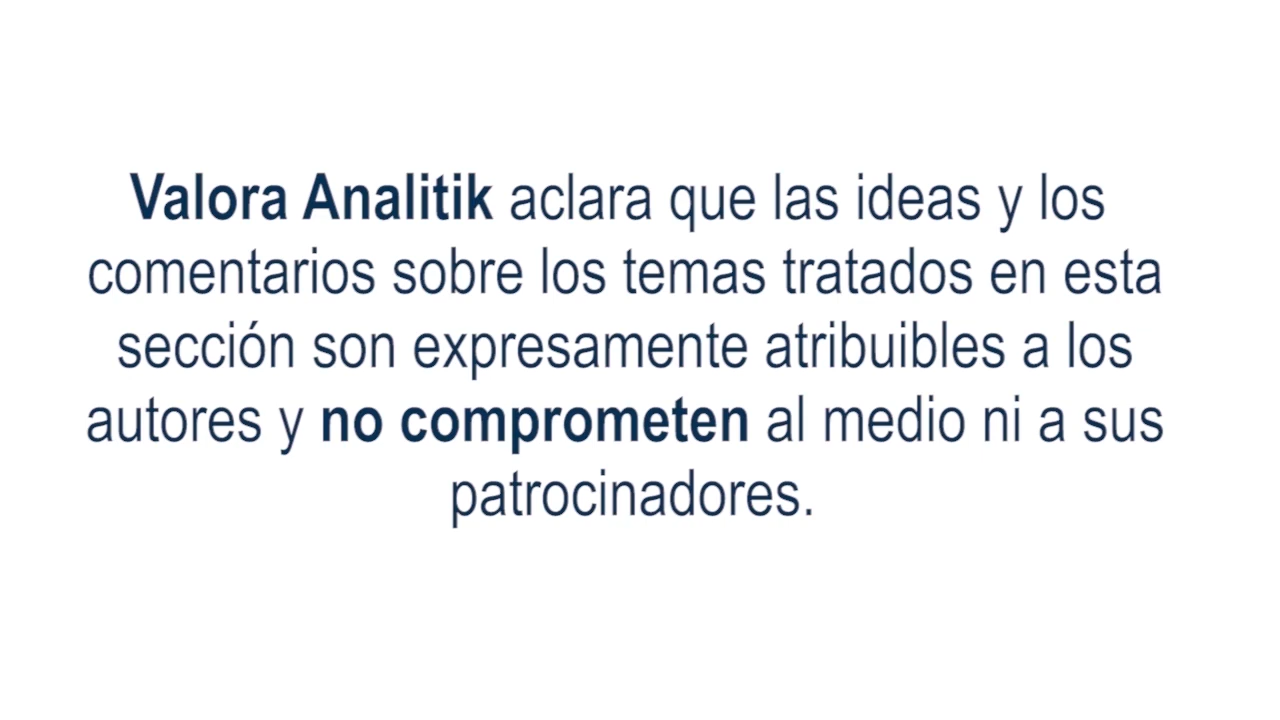 Valora Analitik aclara que las ideas y los
comentarios sobre los temas tratados en esta
sección son expresamente atribuibles a los
autores y no comprometen al medio ni a sus
patrocinadores.